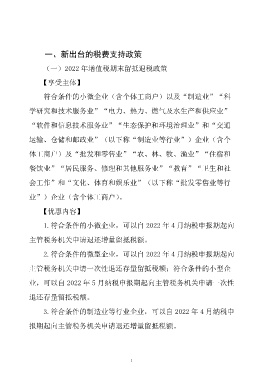 一、新出台的税费支持政策
（一）2022 年增值税期末留抵退税政策
【享受主体】
符合条件的小微企业（含个体工商户）以及“制造业”“科
学研究和技术服务业”“电力、热力、燃气及水生产和供应业”
“软件和信息技术服务业”“生态保护和环境治理业”和“交通
运输、仓储和邮政业”（以下称“制造业等行业”）企业（含个
体工商户）及“批发和零售业”“农、林、牧、渔业”“住宿和
餐饮业”“居民服务、修理和其他服务业”“教育”“卫生和社
会工作”和“文化、体育和娱乐业”（以下称“批发零售业等行
业”）企业（含个体工商户）。
【优惠内容】
1.符合条件的小微企业，可以自 2022 年 4 月纳税申报期起向
主管税务机关申请退还增量留抵税额。
2.符合条件的微型企业，可以自 2022 年 4 月纳税申报期起向
主管税务机关申请一次性退还存量留抵税额；符合条件的小型企
业，可以自 2022 年 5 月纳税申报期起向主管税务机关申请一次性
退还存量留抵税额。
3.符合条件的制造业等行业企业，可以自 2022 年 4 月纳税申
报期起向主管税务机关申请退还增量留抵税额。
1